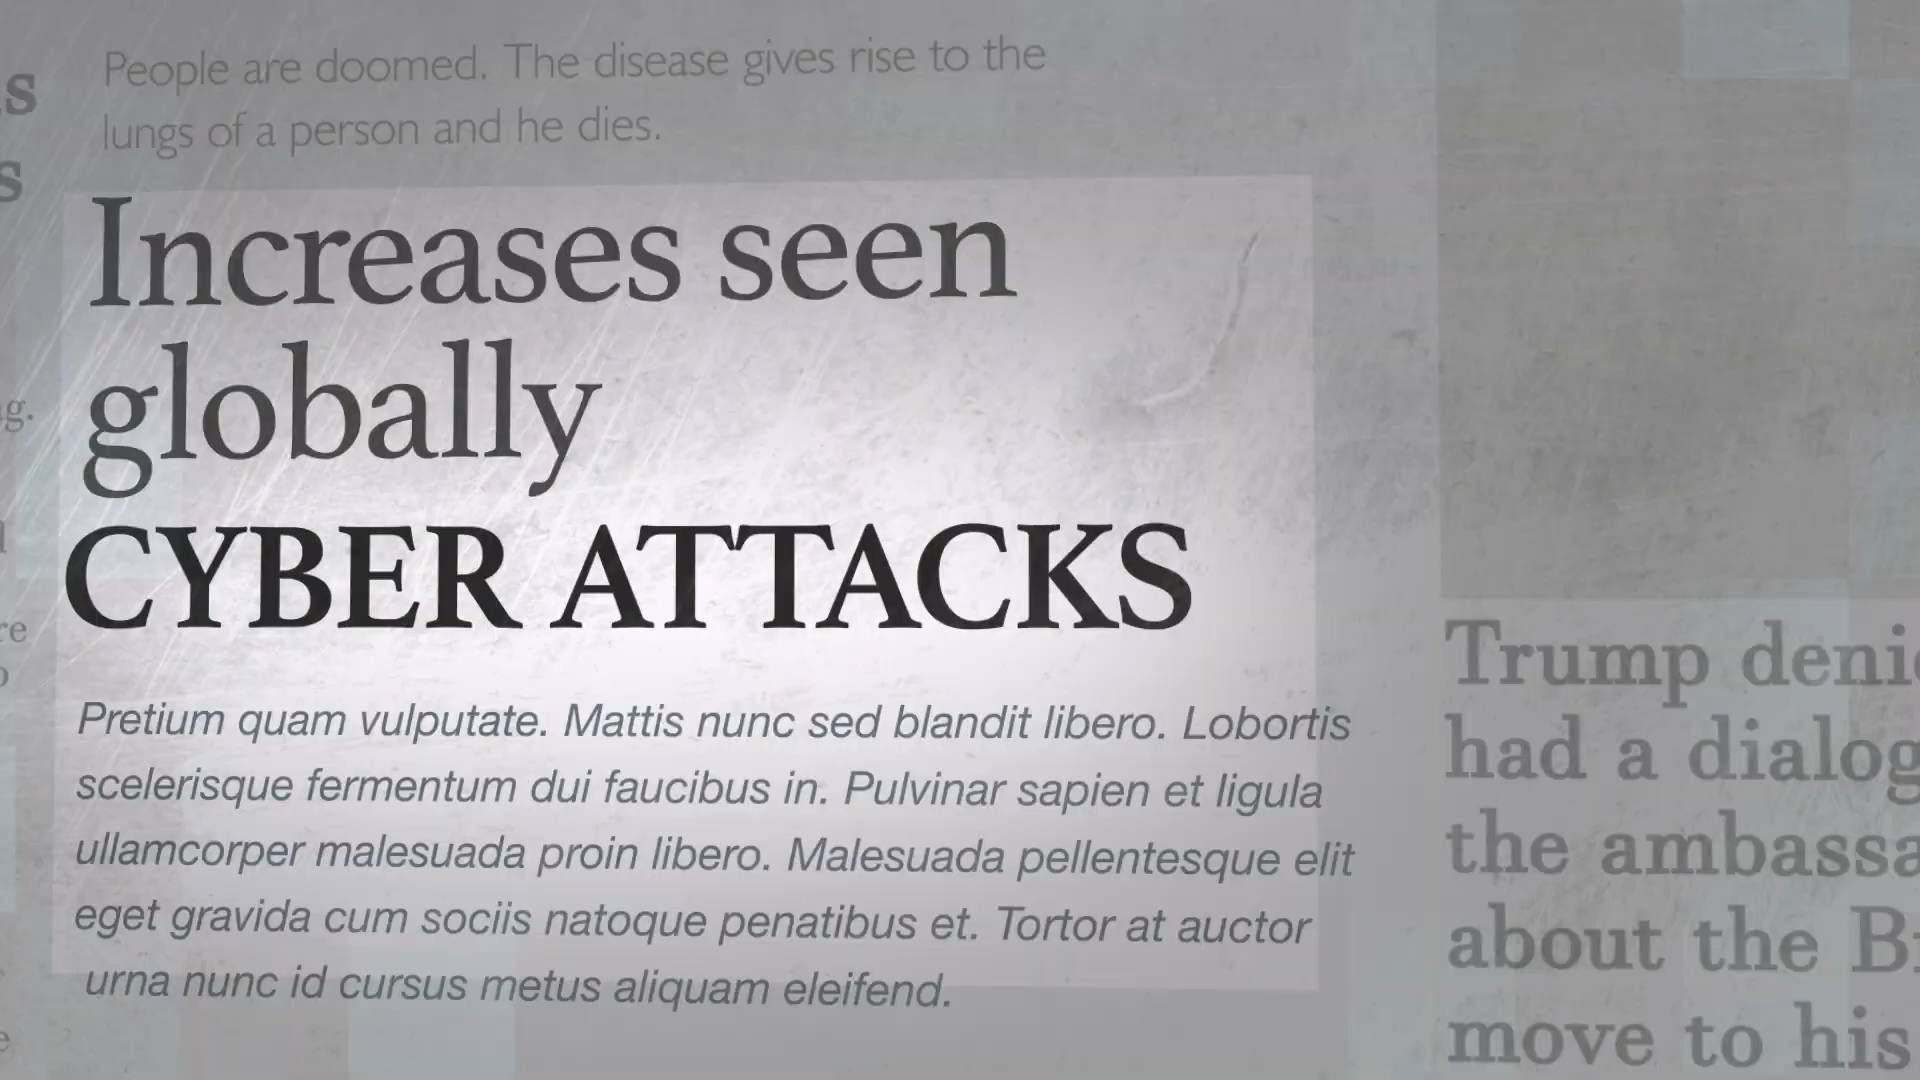 People are doomed. The disease gives rise to the
lungs of a person and he dies.
Increases seen
globally
CYBER ATTACKS
Pretium quam vulputate. Mattis nunc sed blandit libero. Lobortis
scelerisque fermentum dui faucibus in. Pulvinar sapien et ligula
ullamcorper malesuada proin libero. Malesuada pellentesque elit
eget gravida cum sociis natoque penatibus et. Tortor at auctor
urna nunc id cursus metus aliquam eleifend.
Trump
had a
the
about the
move to his